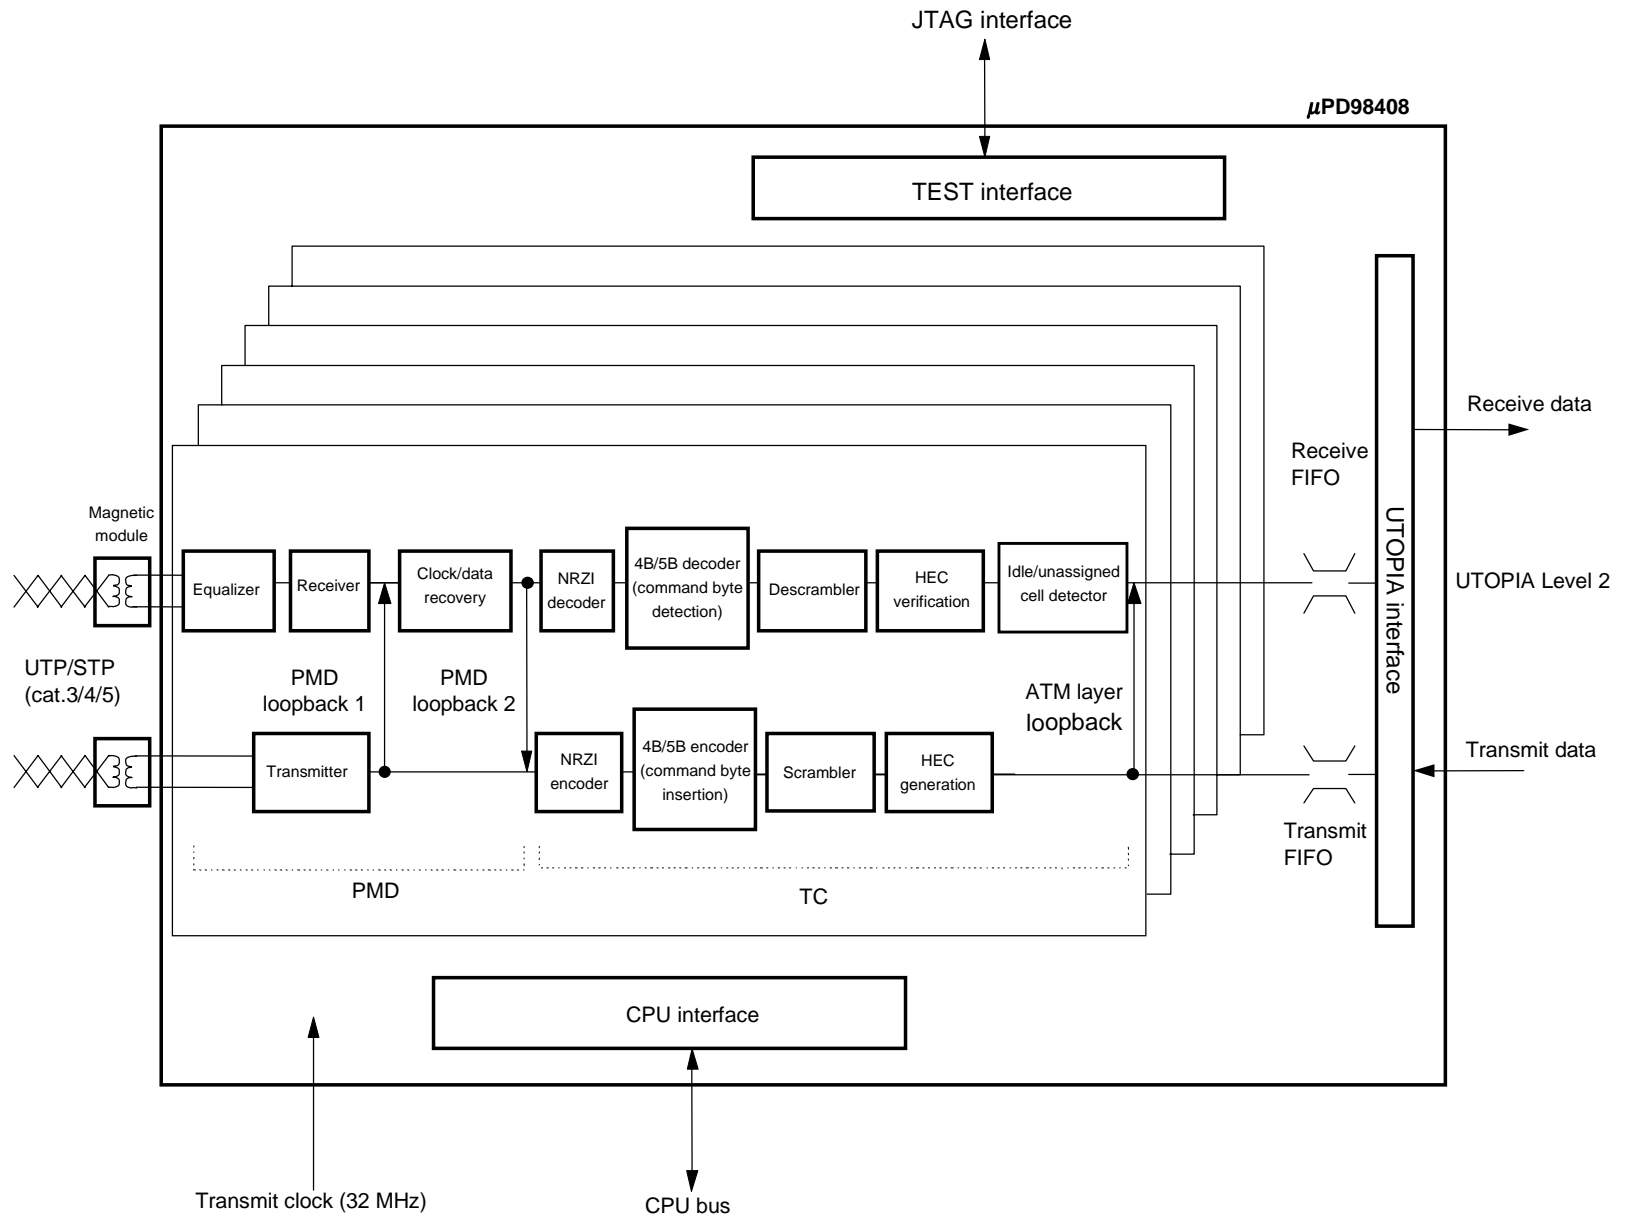 JTAG interface
μPD98408
TEST interface
Receive data
Receive
FIFO
Magnetic
module
Equalizer
Receiver
Clock/data
recovery
NRZI
decoder
4B/5B decoder
(command byte
detection)
Descrambler
HEC
verification
Idle/unassigned
cell detector
UTOPIA interface
UTOPIA Level 2
UTP/STP
(cat.3/4/5)
PMD
loopback 1
PMD
loopback 2
ATM layer
loopback
Transmitter
NRZI
encoder
4B/5B encoder
(command byte
insertion)
Scrambler
HEC
generation
Transmit data
Transmit
FIFO
PMD
TC
CPU interface
Transmit clock (32 MHz)
CPU bus